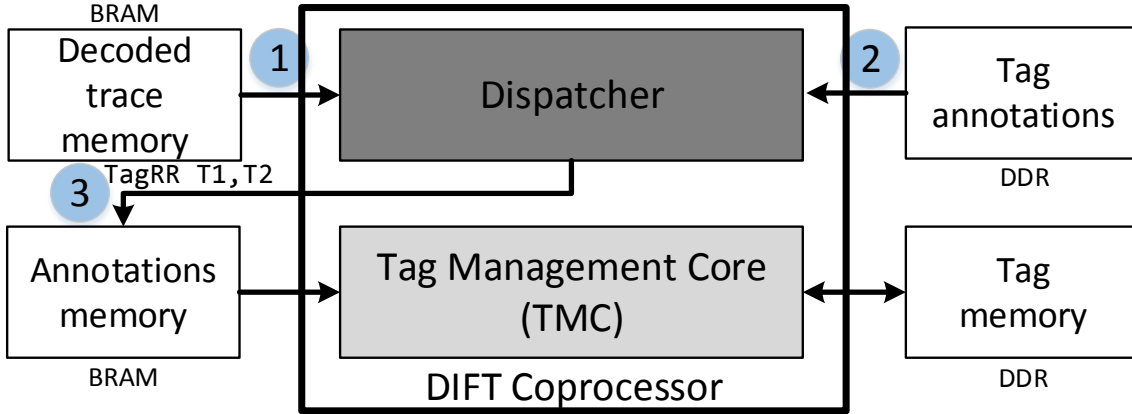 BRAM
Decoded
trace
memory
1
Dispatcher
2
Tag
annotations
DDR
TagRR T1,T2
3
Annotations
memory
BRAM
Tag Management Core
(TMC)
Tag
memory
DDR
DIFT Coprocessor